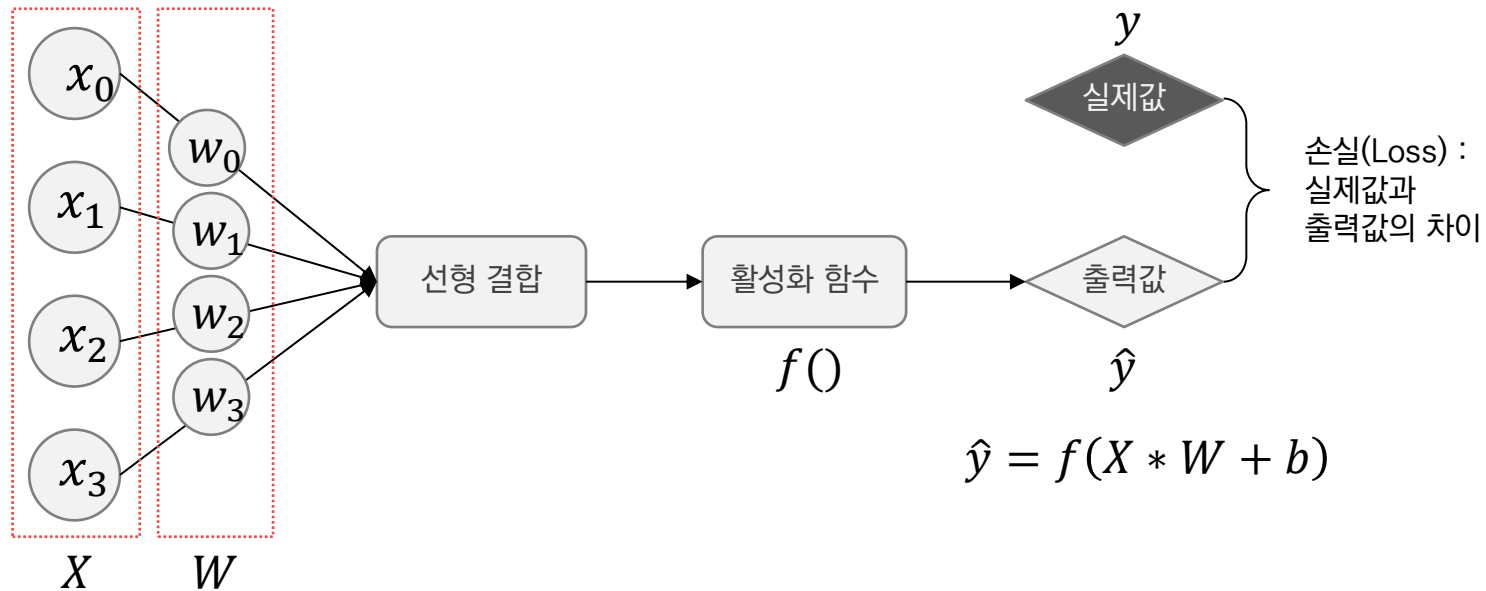 x₀
x₁
x₂
x₃
X
w₀
w₁
w₂
w₃
W
선형 결합
활성화 함수
f()
y
실제값
출력값
ŷ
손실(Loss) :
실제값과
출력값의 차이
ŷ = f(X * W + b)